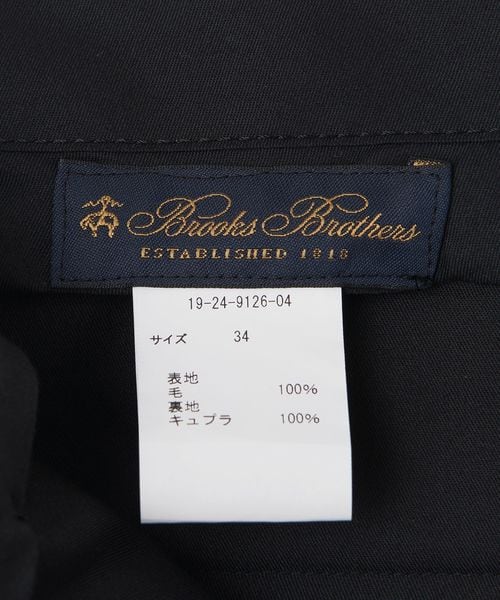 Brooks Brothers
ESTABLISHED 1818
19-24-9126-04
サイズ 34
表地
毛 100%
裏地
キュプラ 100%